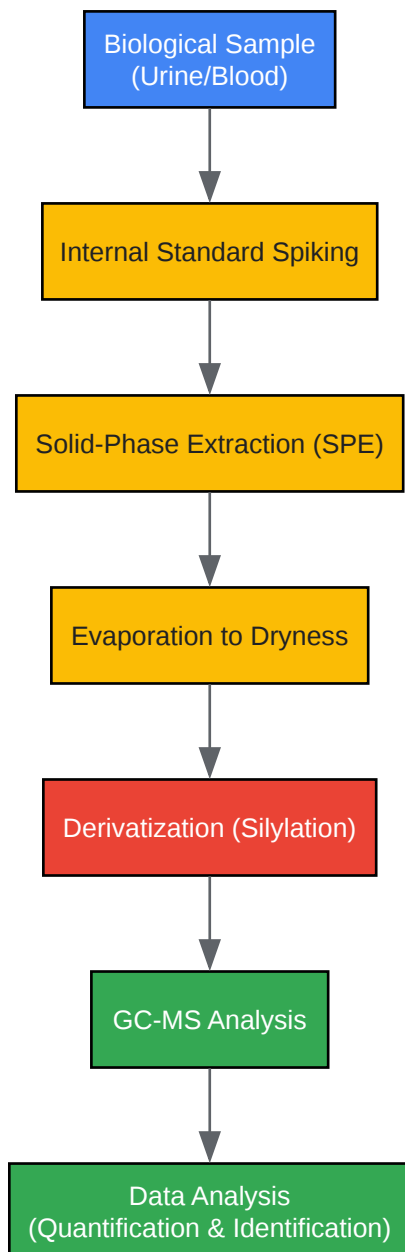 Biological Sample
(Urine/Blood)
Internal Standard Spiking
Solid-Phase Extraction (SPE)
Evaporation to Dryness
Derivatization (Silylation)
GC-MS Analysis
Data Analysis
(Quantification & Identification)